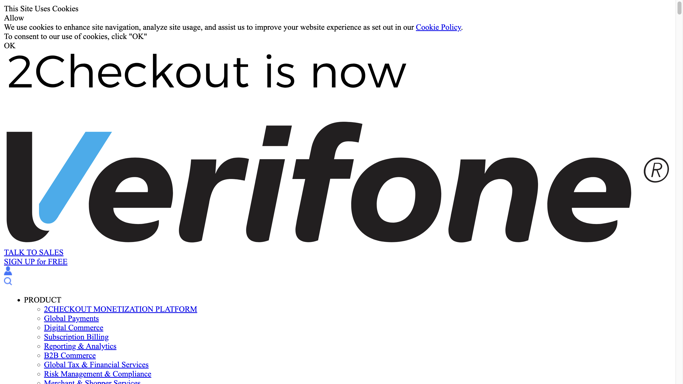 This Site Uses Cookies
Allow
We use cookies to enhance site navigation, analyze site usage, and assist us to improve your website experience as set out in our Cookie Policy.
To consent to our use of cookies, click "OK"
OK
2Checkout is now
Verifone®
TALK TO SALES
SIGN UP for FREE
PRODUCT
2CHECKOUT MONETIZATION PLATFORM
Global Payments
Digital Commerce
Subscription Billing
Reporting & Analytics
B2B Commerce
Global Tax & Financial Services
Risk Management & Compliance
Merchant & Shopper Services